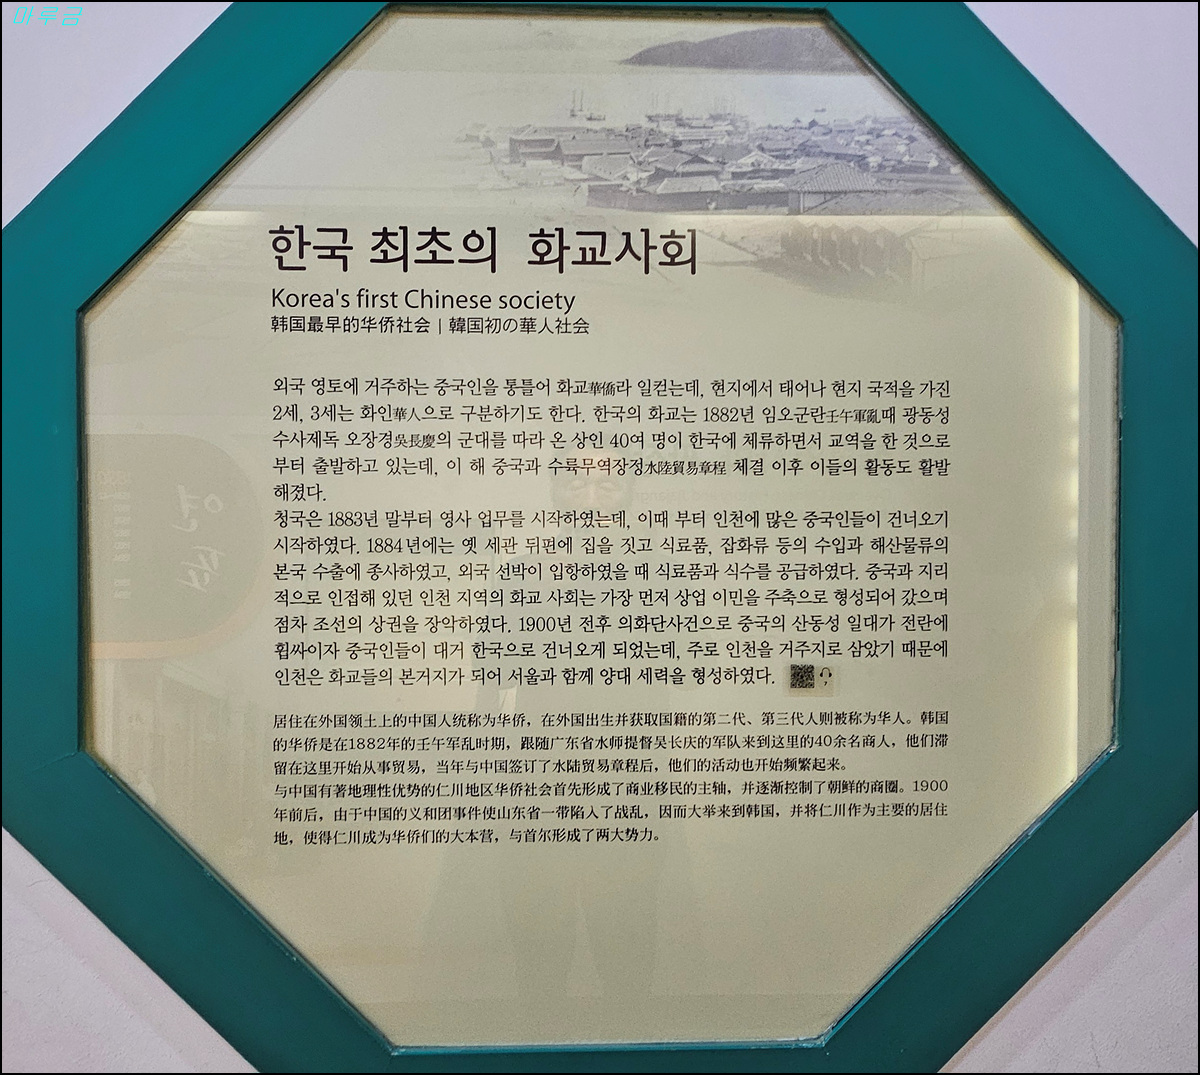 마루금
한국 최초의 화교사회
Korea's first Chinese society
韩国最早的华侨社会 | 韓国初の華人社会
외국 영토에 거주하는 중국인을 통틀어 화교華僑라 일컫는데, 현지에서 태어나 현지 국적을 가진
2세, 3세는 화인華人으로 구분하기도 한다. 한국의 화교는 1882년 임오군란壬午軍亂때 광동성
수사제독 오장경吳長慶의 군대를 따라 온 상인 40여 명이 한국에 체류하면서 교역을 한 것으로
부터 출발하고 있는데, 이 해 중국과 수륙무역장정水陸貿易章程 체결 이후 이들의 활동도 활발
해졌다.
청국은 1883년 말부터 영사 업무를 시작하였는데, 이때 부터 인천에 많은 중국인들이 건너오기
시작하였다. 1884년에는 옛 세관 뒤편에 집을 짓고 식료품, 잡화류 등의 수입과 해산물류의
본국 수출에 종사하였고, 외국 선박이 입항하였을 때 식료품과 식수를 공급하였다. 중국과 지리
적으로 인접해 있던 인천 지역의 화교 사회는 가장 먼저 상업 이민을 주축으로 형성되어 갔으며
점차 조선의 상권을 장악하였다. 1900년 전후 의화단사건으로 중국의 산동성 일대가 전란에
휩싸이자 중국인들이 대거 한국으로 건너오게 되었는데, 주로 인천을 거주지로 삼았기 때문에
인천은 화교들의 본거지가 되어 서울과 함께 양대 세력을 형성하였다.
7
居住在外国领土上的中国人统称为华侨，在外国出生并获取国籍的第二代、第三代人则被称为华人。韩国
的华侨是在1882年的壬午军乱时期，跟随广东省水师提督吴长庆的军队来到这里的40余名商人，他们滞
留在这里开始从事贸易，当年与中国签订了水陆贸易章程后，他们的活动也开始频繁起来。
与中国有著地理性优势的仁川地区华侨社会首先形成了商业移民的主轴，并逐渐控制了朝鲜的商圈。1900
年前后，由于中国的义和团事件使山东省一带陷入了战乱，因而大举来到韩国，并将仁川作为主要的居住
地，使得仁川成为华侨们的大本营，与首尔形成了两大势力。